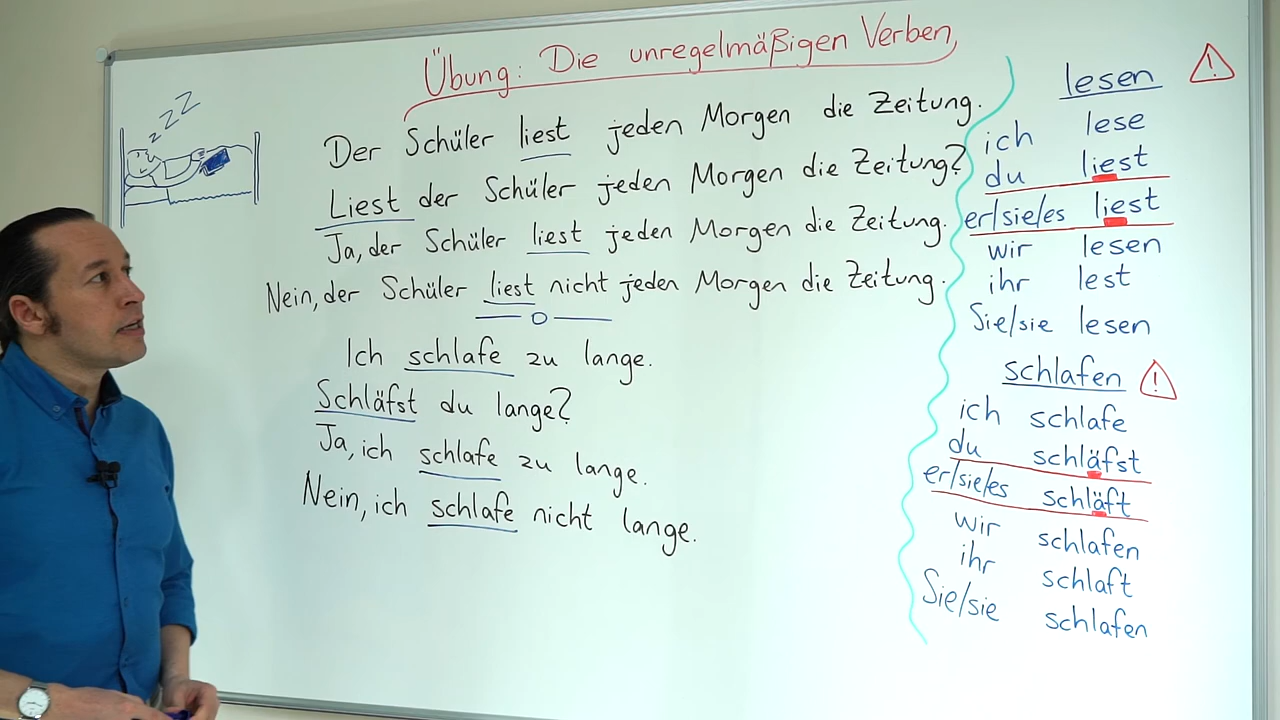 Übung: Die unregelmäßigen Verben
z z z z
Der Schüler liest jeden Morgen die Zeitung.
Liest der Schüler jeden Morgen die Zeitung?
Ja, der Schüler liest jeden Morgen die Zeitung.
Nein, der Schüler liest nicht jeden Morgen die Zeitung.
Ich schlafe zu lange.
Schläfst du lange?
Ja, ich schlafe zu lange.
Nein, ich schlafe nicht lange.
lesen !
ich lese
du liest
er/sie/es liest
wir lesen
ihr lest
Sie/sie lesen
schlafen !
ich schlafe
du schläfst
er/sie/es schläft
wir schlafen
ihr schlaft
Sie/sie schlafen